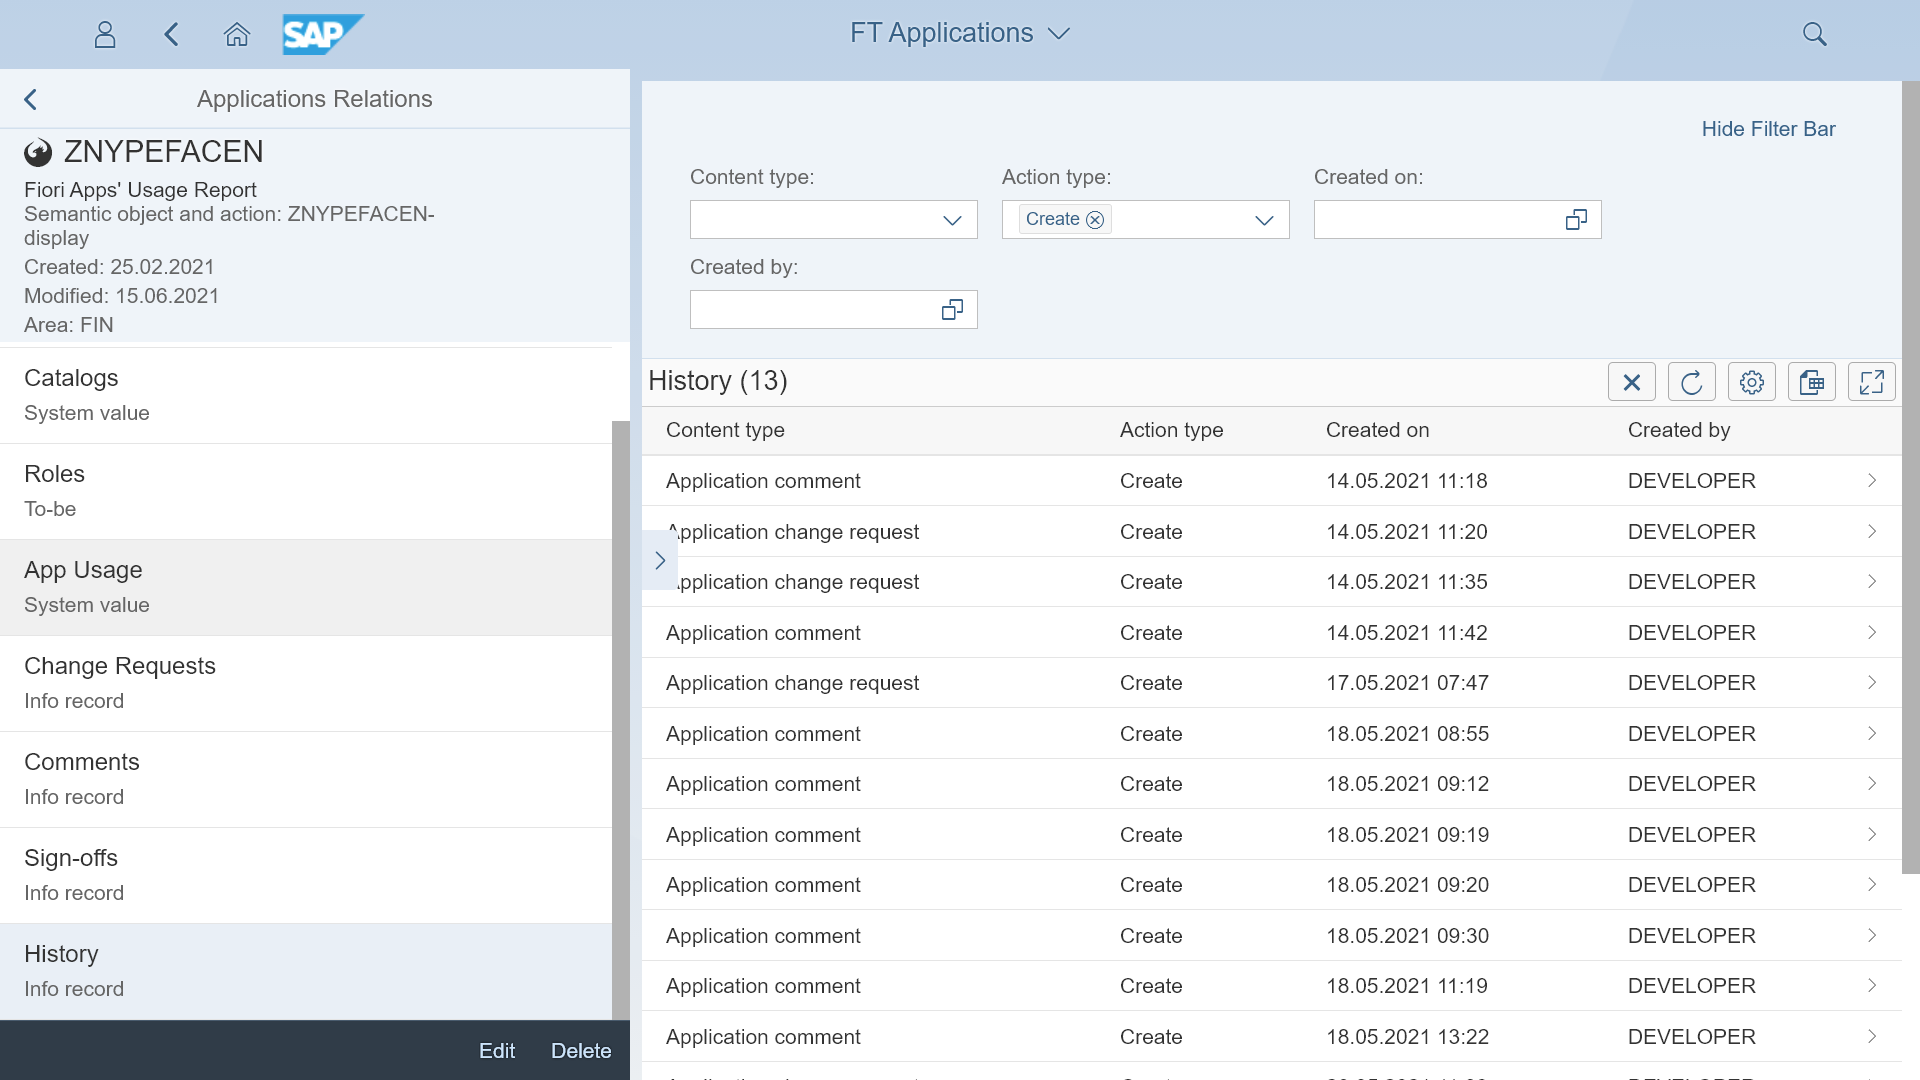 SAP
FT Applications
Applications Relations
ZNYPEFACEN
Fiori Apps' Usage Report
Semantic object and action: ZNYPEFACEN-
display
Created: 25.02.2021
Modified: 15.06.2021
Area: FIN
Catalogs
System value
Roles
To-be
App Usage
System value
Change Requests
Info record
Comments
Info record
Sign-offs
Info record
History
Info record
Edit Delete
Hide Filter Bar
Content type: Action type: Created on:
Create
Created by:
History (13)
Content type Action type Created on Created by
Application comment Create 14.05.2021 11:18 DEVELOPER
Application change request Create 14.05.2021 11:20 DEVELOPER
Application change request Create 14.05.2021 11:35 DEVELOPER
Application comment Create 14.05.2021 11:42 DEVELOPER
Application change request Create 17.05.2021 07:47 DEVELOPER
Application comment Create 18.05.2021 08:55 DEVELOPER
Application comment Create 18.05.2021 09:12 DEVELOPER
Application comment Create 18.05.2021 09:19 DEVELOPER
Application comment Create 18.05.2021 09:20 DEVELOPER
Application comment Create 18.05.2021 09:30 DEVELOPER
Application comment Create 18.05.2021 11:19 DEVELOPER
Application comment Create 18.05.2021 13:22 DEVELOPER